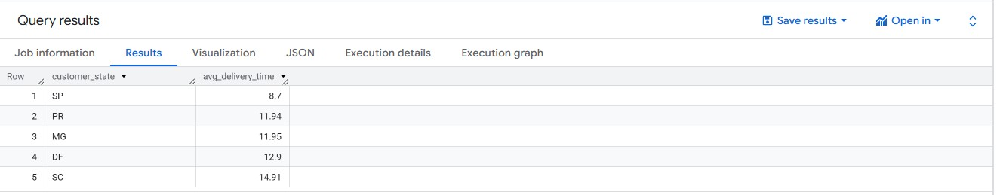 Query results Save results Open in
Job information Results Visualization JSON Execution details Execution graph
Row customer_state avg_delivery_time
1 SP 8.7
2 PR 11.94
3 MG 11.95
4 DF 12.9
5 SC 14.91